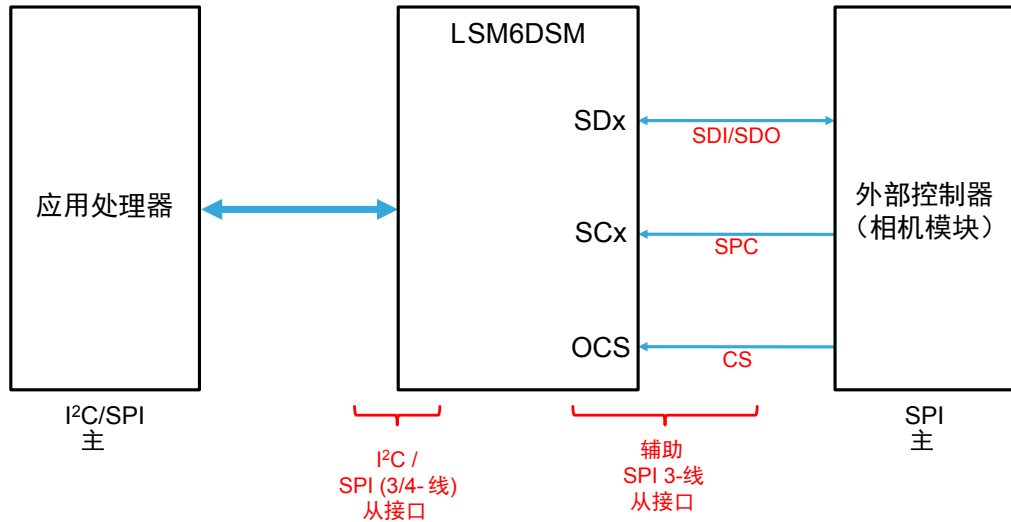 LSM6DSM
SDx
SDI/SDO
应用处理器
外部控制器
（相机模块）
SCx
SPC
OCS
CS
I²C/SPI
主
SPI
主
I²C /
SPI (3/4- 线)
从接口
辅助
SPI 3-线
从接口